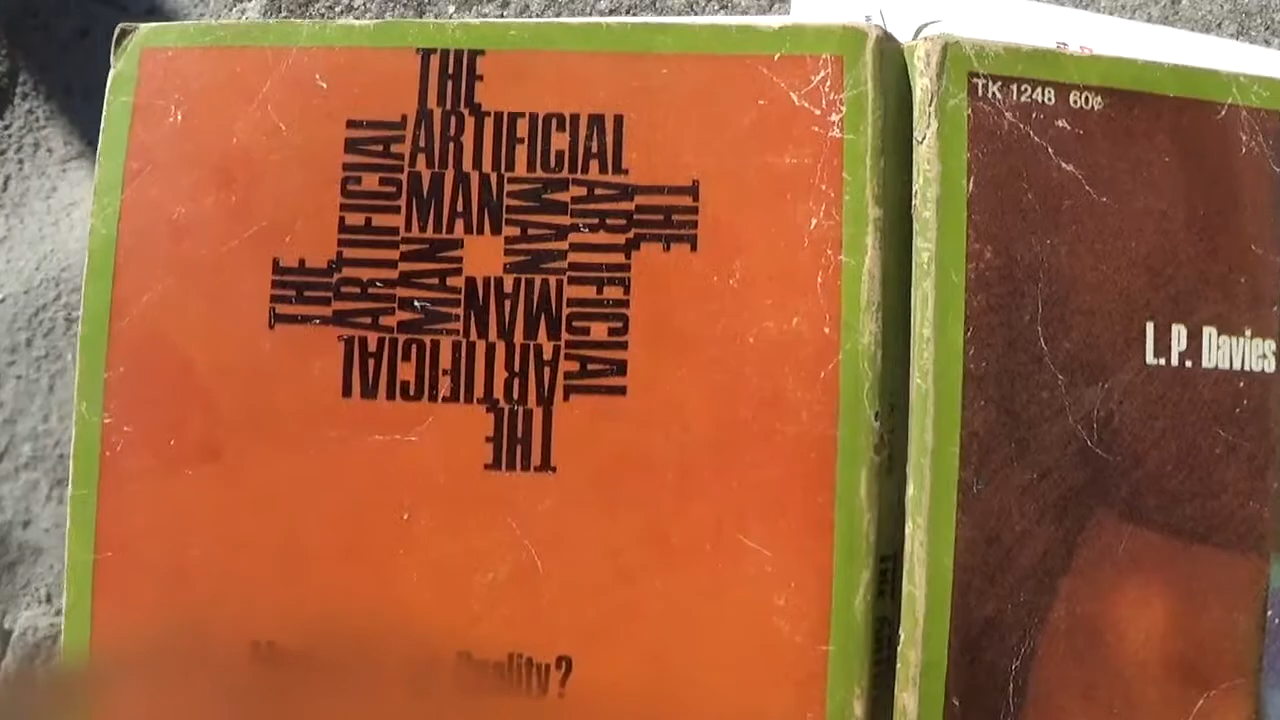 THE
ARTIFICIAL
MAN
THE
ARTIFICIAL
MAN
THE
ARTIFICIAL
MAN
THE
ARTIFICIAL
MAN
TK 1248 60¢
L.P. Davies